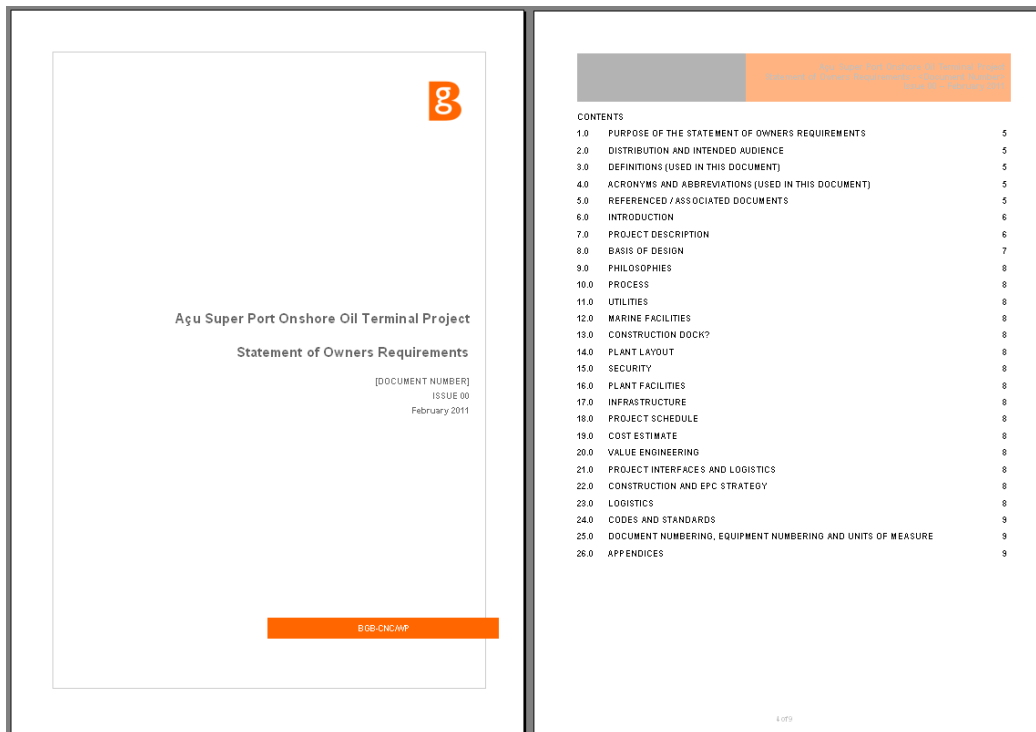 Bg
Açu Super Port Onshore Oil Terminal Project
Statement of Owners Requirements
[DOCUMENT NUMBER]
ISSUE 00
February 2011
CONTENTS
1.0 PURPOSE OF THE STATEMENT OF OWNERS REQUIREMENTS 5
2.0 DISTRIBUTION AND INTENDED AUDIENCE 5
3.0 DEFINITIONS (USED IN THIS DOCUMENT) 5
4.0 ACRONYMS AND ABBREVIATIONS (USED IN THIS DOCUMENT) 5
5.0 REFERENCED / ASSOCIATED DOCUMENTS 5
6.0 INTRODUCTION 6
7.0 PROJECT DESCRIPTION 6
8.0 BASIS OF DESIGN 7
9.0 PHILOSOPHIES 8
10.0 PROCESS 8
11.0 UTILITIES 8
12.0 MARINE FACILITIES 8
13.0 CONSTRUCTION DOCK? 8
14.0 PLANT LAYOUT 8
15.0 SECURITY 8
16.0 PLANT FACILITIES 8
17.0 INFRASTRUCTURE 8
18.0 PROJECT SCHEDULE 8
19.0 COST ESTIMATE 8
20.0 VALUE ENGINEERING 8
21.0 PROJECT INTERFACES AND LOGISTICS 8
22.0 CONSTRUCTION AND EPC STRATEGY 8
23.0 LOGISTICS 8
24.0 CODES AND STANDARDS 9
25.0 DOCUMENT NUMBERING, EQUIPMENT NUMBERING AND UNITS OF MEASURE 9
26.0 APPENDICES 9